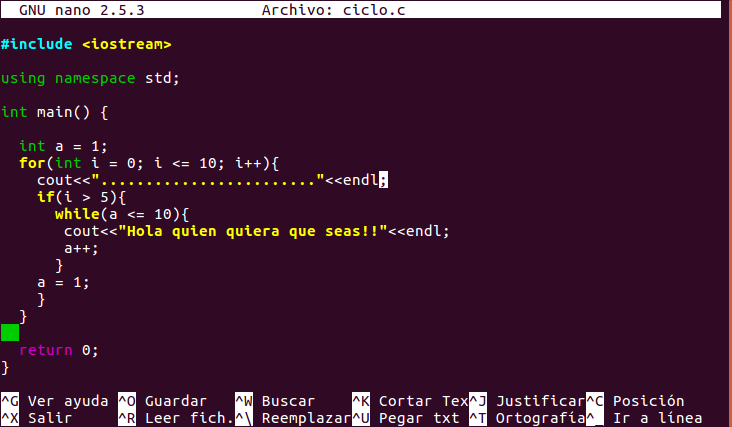 GNU nano 2.5.3 Archivo: ciclo.c
#include <iostream>
using namespace std;
int main() {
int a = 1;
for(int i = 0; i <= 10; i++){
cout<<"........................"<<endl;
if(i > 5){
while(a <= 10){
cout<<"Hola quien quiera que seas!!"<<endl;
a++;
}
a = 1;
}
}
return 0;
}
^G Ver ayuda ^O Guardar ^W Buscar ^K Cortar Tex ^J Justificar ^C Posición
^X Salir ^R Leer fich. ^\ Reemplazar ^U Pegar txt ^T Ortografía ^_ Ir a línea